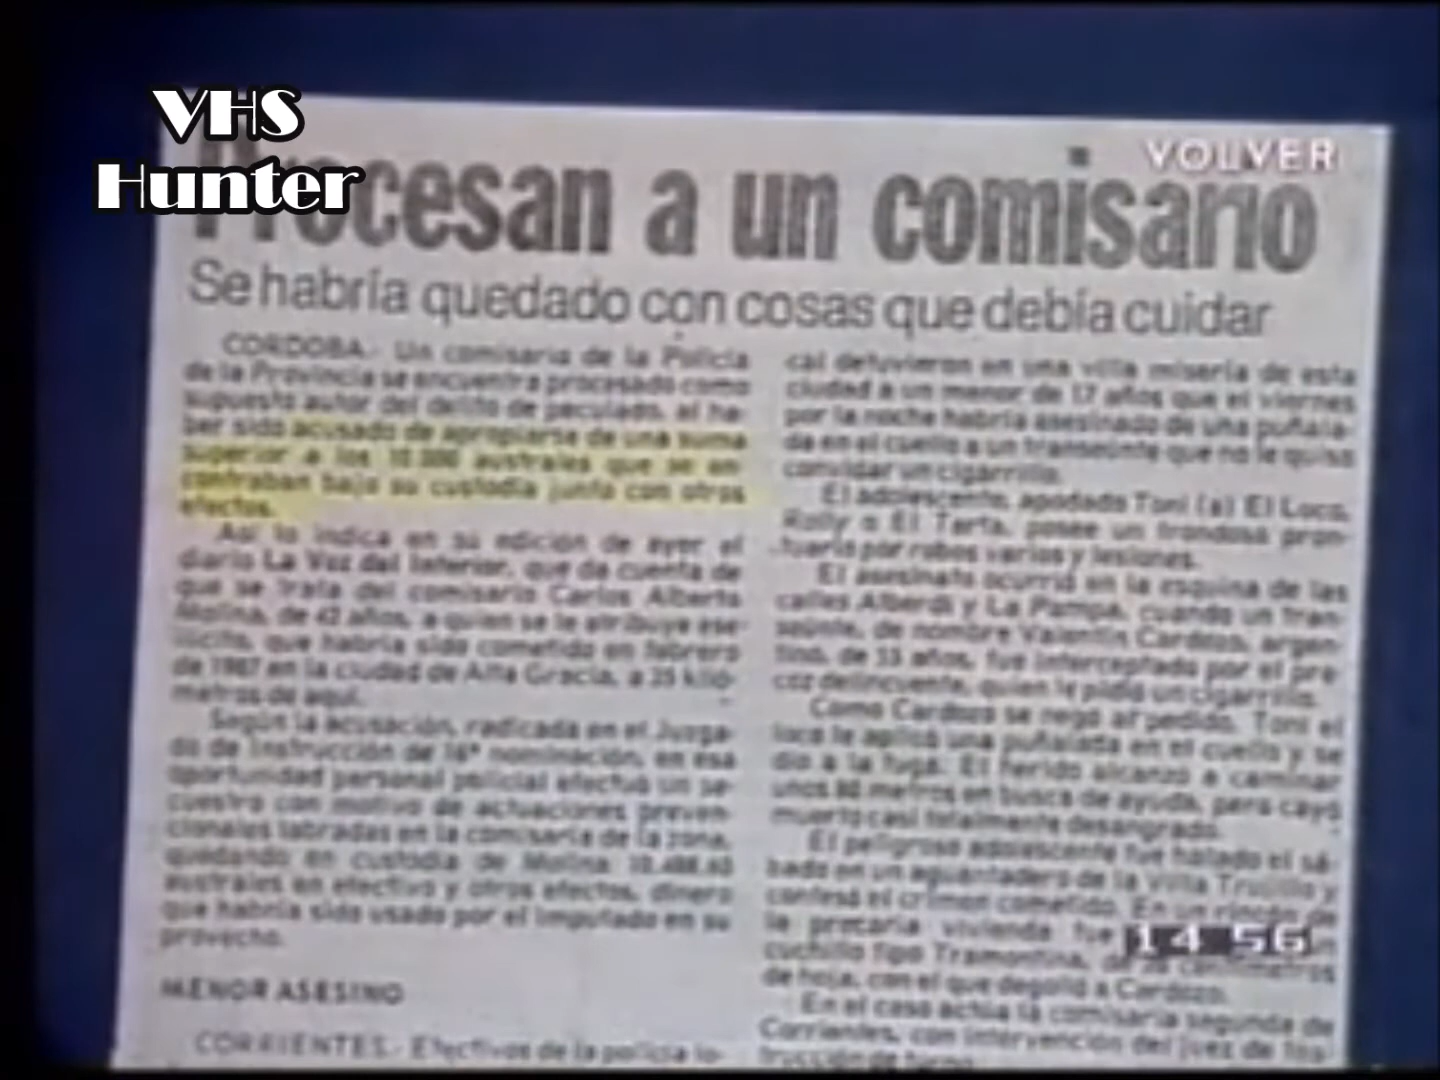 VHS
Hunter
VOLVER
Procesan a un comisario
Se habría quedado con cosas que debía cuidar
CORDOBA.- Un comisario de la Policía
de la Provincia se encuentra procesado como
supuesto autor del delito de peculado, al ha-
ber sido acusado de apropiarse de una suma
superior a los 10.000 australes que se en-
contraban bajo su custodia junto con otros
efectos.
Así lo indica en su edición de ayer el
diario La Voz del Interior, que da cuenta de
que se trata del comisario Carlos Alberto
Molina, de 42 años, a quien se le atribuye ese
ilícito, que habría sido cometido en febrero
de 1987 en la ciudad de Alta Gracia, a 35 kiló-
metros de aquí.
Según la acusación, radicada en el Juzga-
do de Instrucción de 16ª nominación, en esa
oportunidad personal policial efectuó un se-
cuestro con motivo de actuaciones preven-
cionales labradas en la comisaría de la zona,
quedando en custodia de Molina 10.488,60
australes en efectivo y otros efectos, dinero
que habría sido usado por el imputado en su
provecho.
MENOR ASESINO
CORRIENTES.- Efectivos de la policía lo-
cal detuvieron en una villa miseria de esta
ciudad a un menor de 17 años que el viernes
por la noche habría asesinado de una puñala-
da en el cuello a un transeúnte que no le quiso
convidar un cigarrillo.
El adolescente, apodado Toni (a) El Loco,
Rolly o El Tarta, posee un frondoso pron-
tuario por robos varios y lesiones.
El asesinato ocurrió en la esquina de las
calles Alberdi y La Pampa, cuando un tran-
seúnte, de nombre Valentín Cardozo, argen-
tino, de 35 años, fue interceptado por el pre-
coz delincuente, quien le pidió un cigarrillo.
Como Cardozo se negó al pedido, Toni el
loco le aplicó una puñalada en el cuello y se
dio a la fuga. El herido alcanzó a caminar
unos 80 metros en busca de ayuda, pero cayó
muerto casi totalmente desangrado.
El peligroso adolescente fue hallado el sá-
bado en un aguantadero de la Villa Trujillo y
confesó el crimen cometido. En un rincón de
la precaria vivienda fue
cuchillo tipo Tramontina, de centímetros
de hoja, con el que degolló a Cardozo.
En el caso actúa la comisaría segunda de
Corrientes, con intervención del juez de Ins-
trucción de turno.
14 56